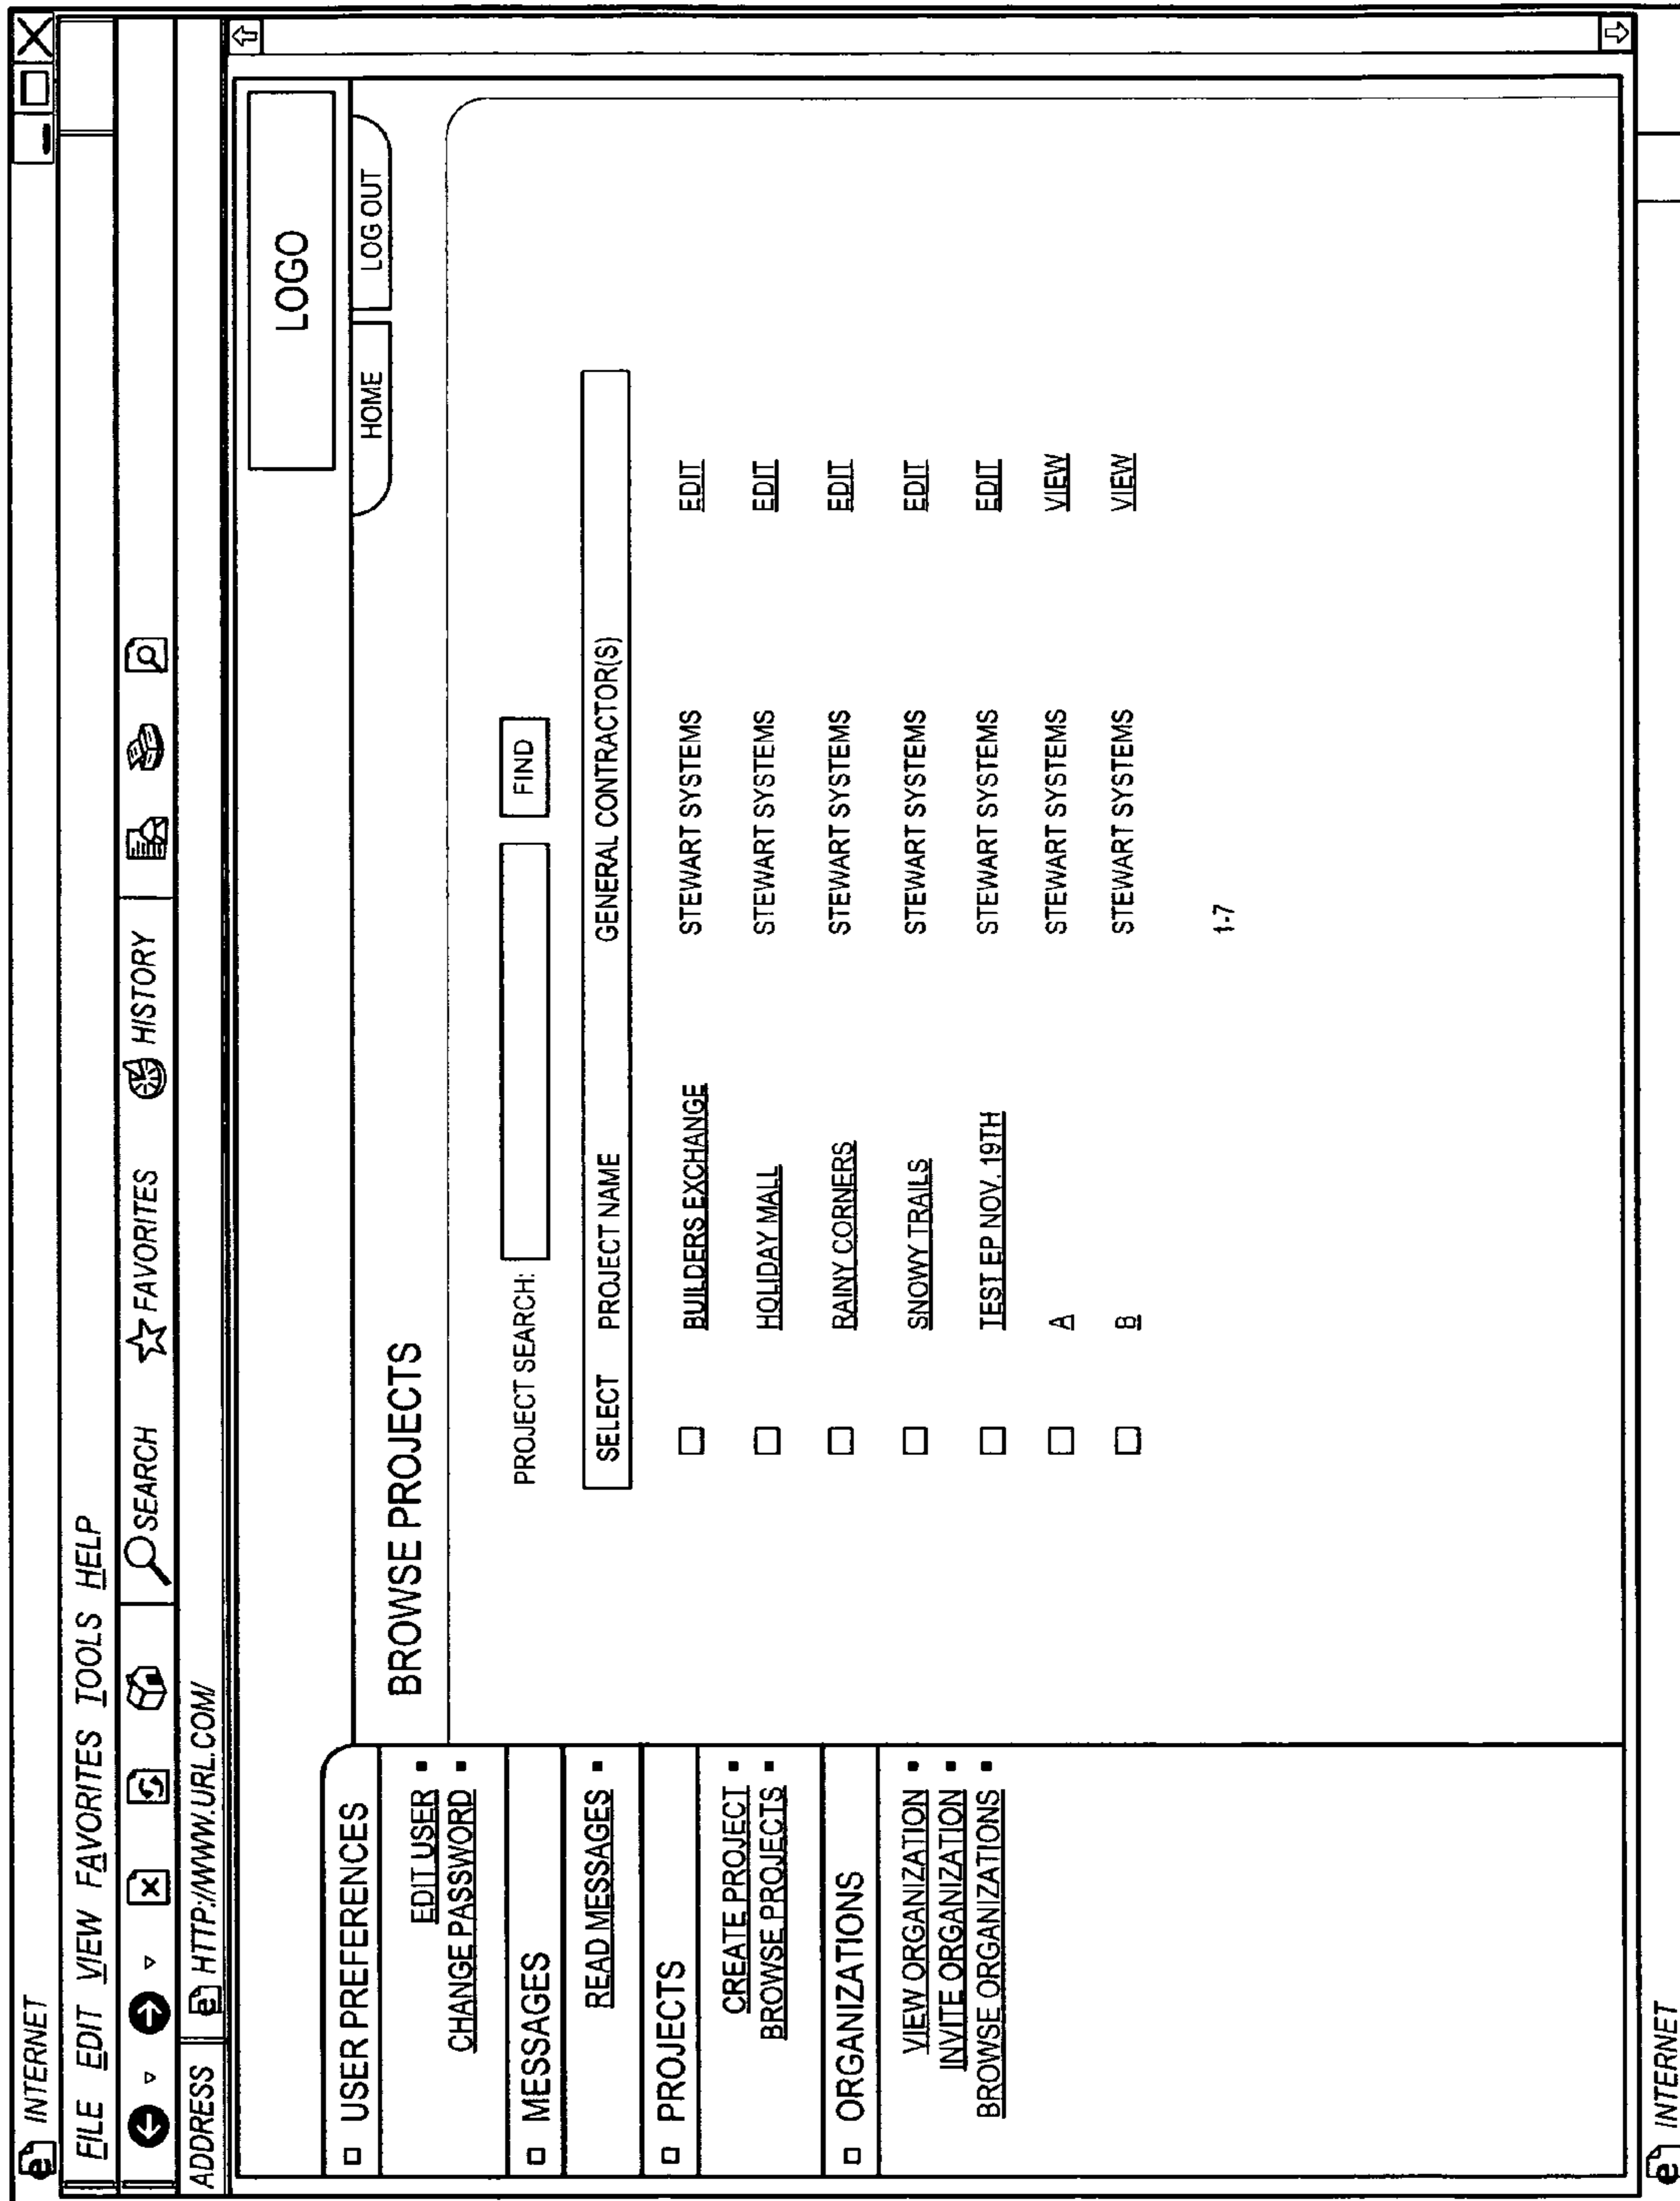 INTERNET
FILE EDIT VIEW FAVORITES TOOLS HELP
SEARCH FAVORITES HISTORY
ADDRESS HTTP://WWW.URL.COM/
LOGO
HOME LOG OUT
USER PREFERENCES
EDIT USER
CHANGE PASSWORD
MESSAGES
READ MESSAGES
PROJECTS
CREATE PROJECT
BROWSE PROJECTS
ORGANIZATIONS
VIEW ORGANIZATION
INVITE ORGANIZATION
BROWSE ORGANIZATIONS
BROWSE PROJECTS
PROJECT SEARCH: FIND
SELECT PROJECT NAME GENERAL CONTRACTOR(S)
BUILDERS EXCHANGE STEWART SYSTEMS EDIT
HOLIDAY MALL STEWART SYSTEMS EDIT
RAINY CORNERS STEWART SYSTEMS EDIT
SNOWY TRAILS STEWART SYSTEMS EDIT
TEST EP NOV. 19TH STEWART SYSTEMS EDIT
A STEWART SYSTEMS VIEW
B STEWART SYSTEMS VIEW
1-7
INTERNET